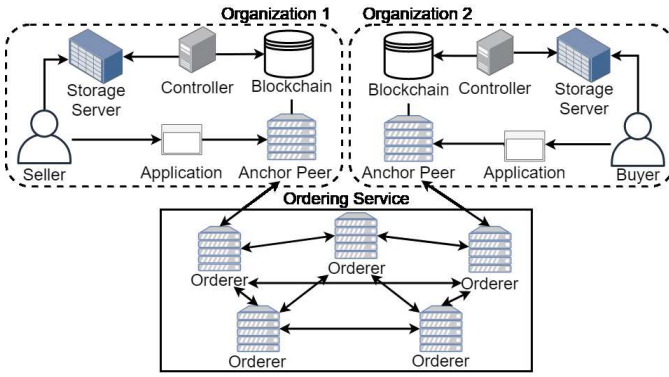 Organization 1
Organization 2
Storage
Server
Controller
Blockchain
Blockchain
Controller
Storage
Server
Seller
Application
Anchor Peer
Anchor Peer
Application
Buyer
Ordering Service
Orderer
Orderer
Orderer
Orderer
Orderer